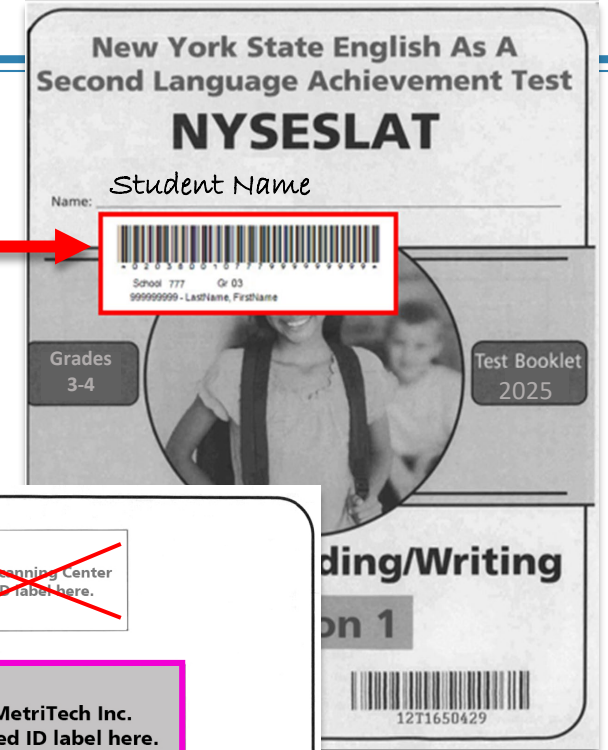 New York State English As A
Second Language Achievement Test
NYSESLAT
Name: Student Name
School 777 Gr 03
999999999 - LastName, FirstName
Grades
3-4
Test Booklet
2025
ding/Writing
on 1
12T1650429
canning Center
D label here.
MetriTech Inc.
ed ID label here.